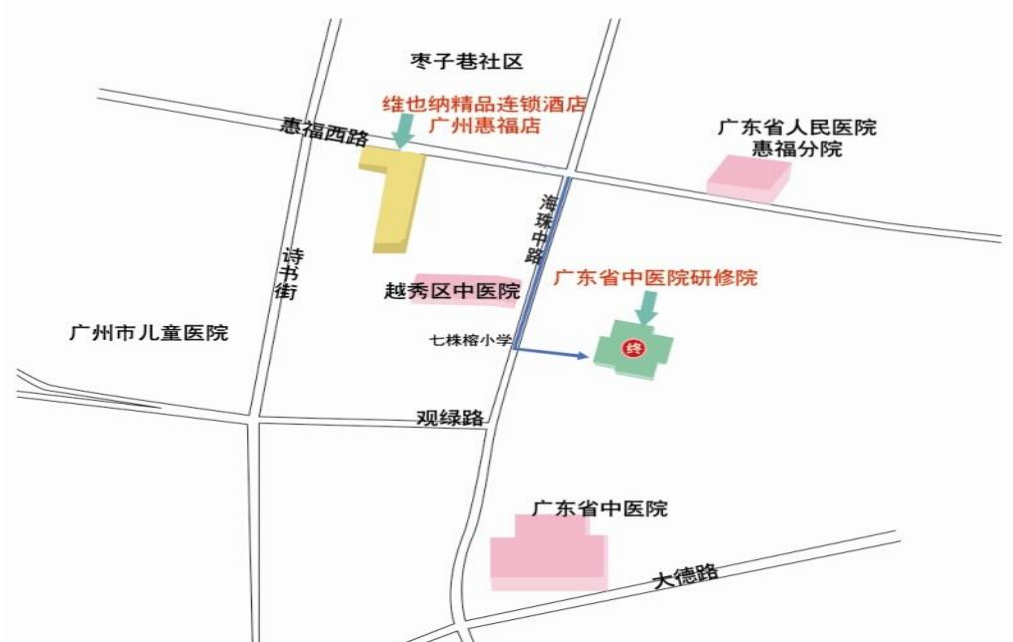 枣子巷社区
维也纳精品连锁酒店
广州惠福店
惠福西路
广东省人民医院
惠福分院
海珠中路
诗书街
广东省中医院研修院
越秀区中医院
广州市儿童医院
七株榕小学
终
观绿路
广东省中医院
大德路